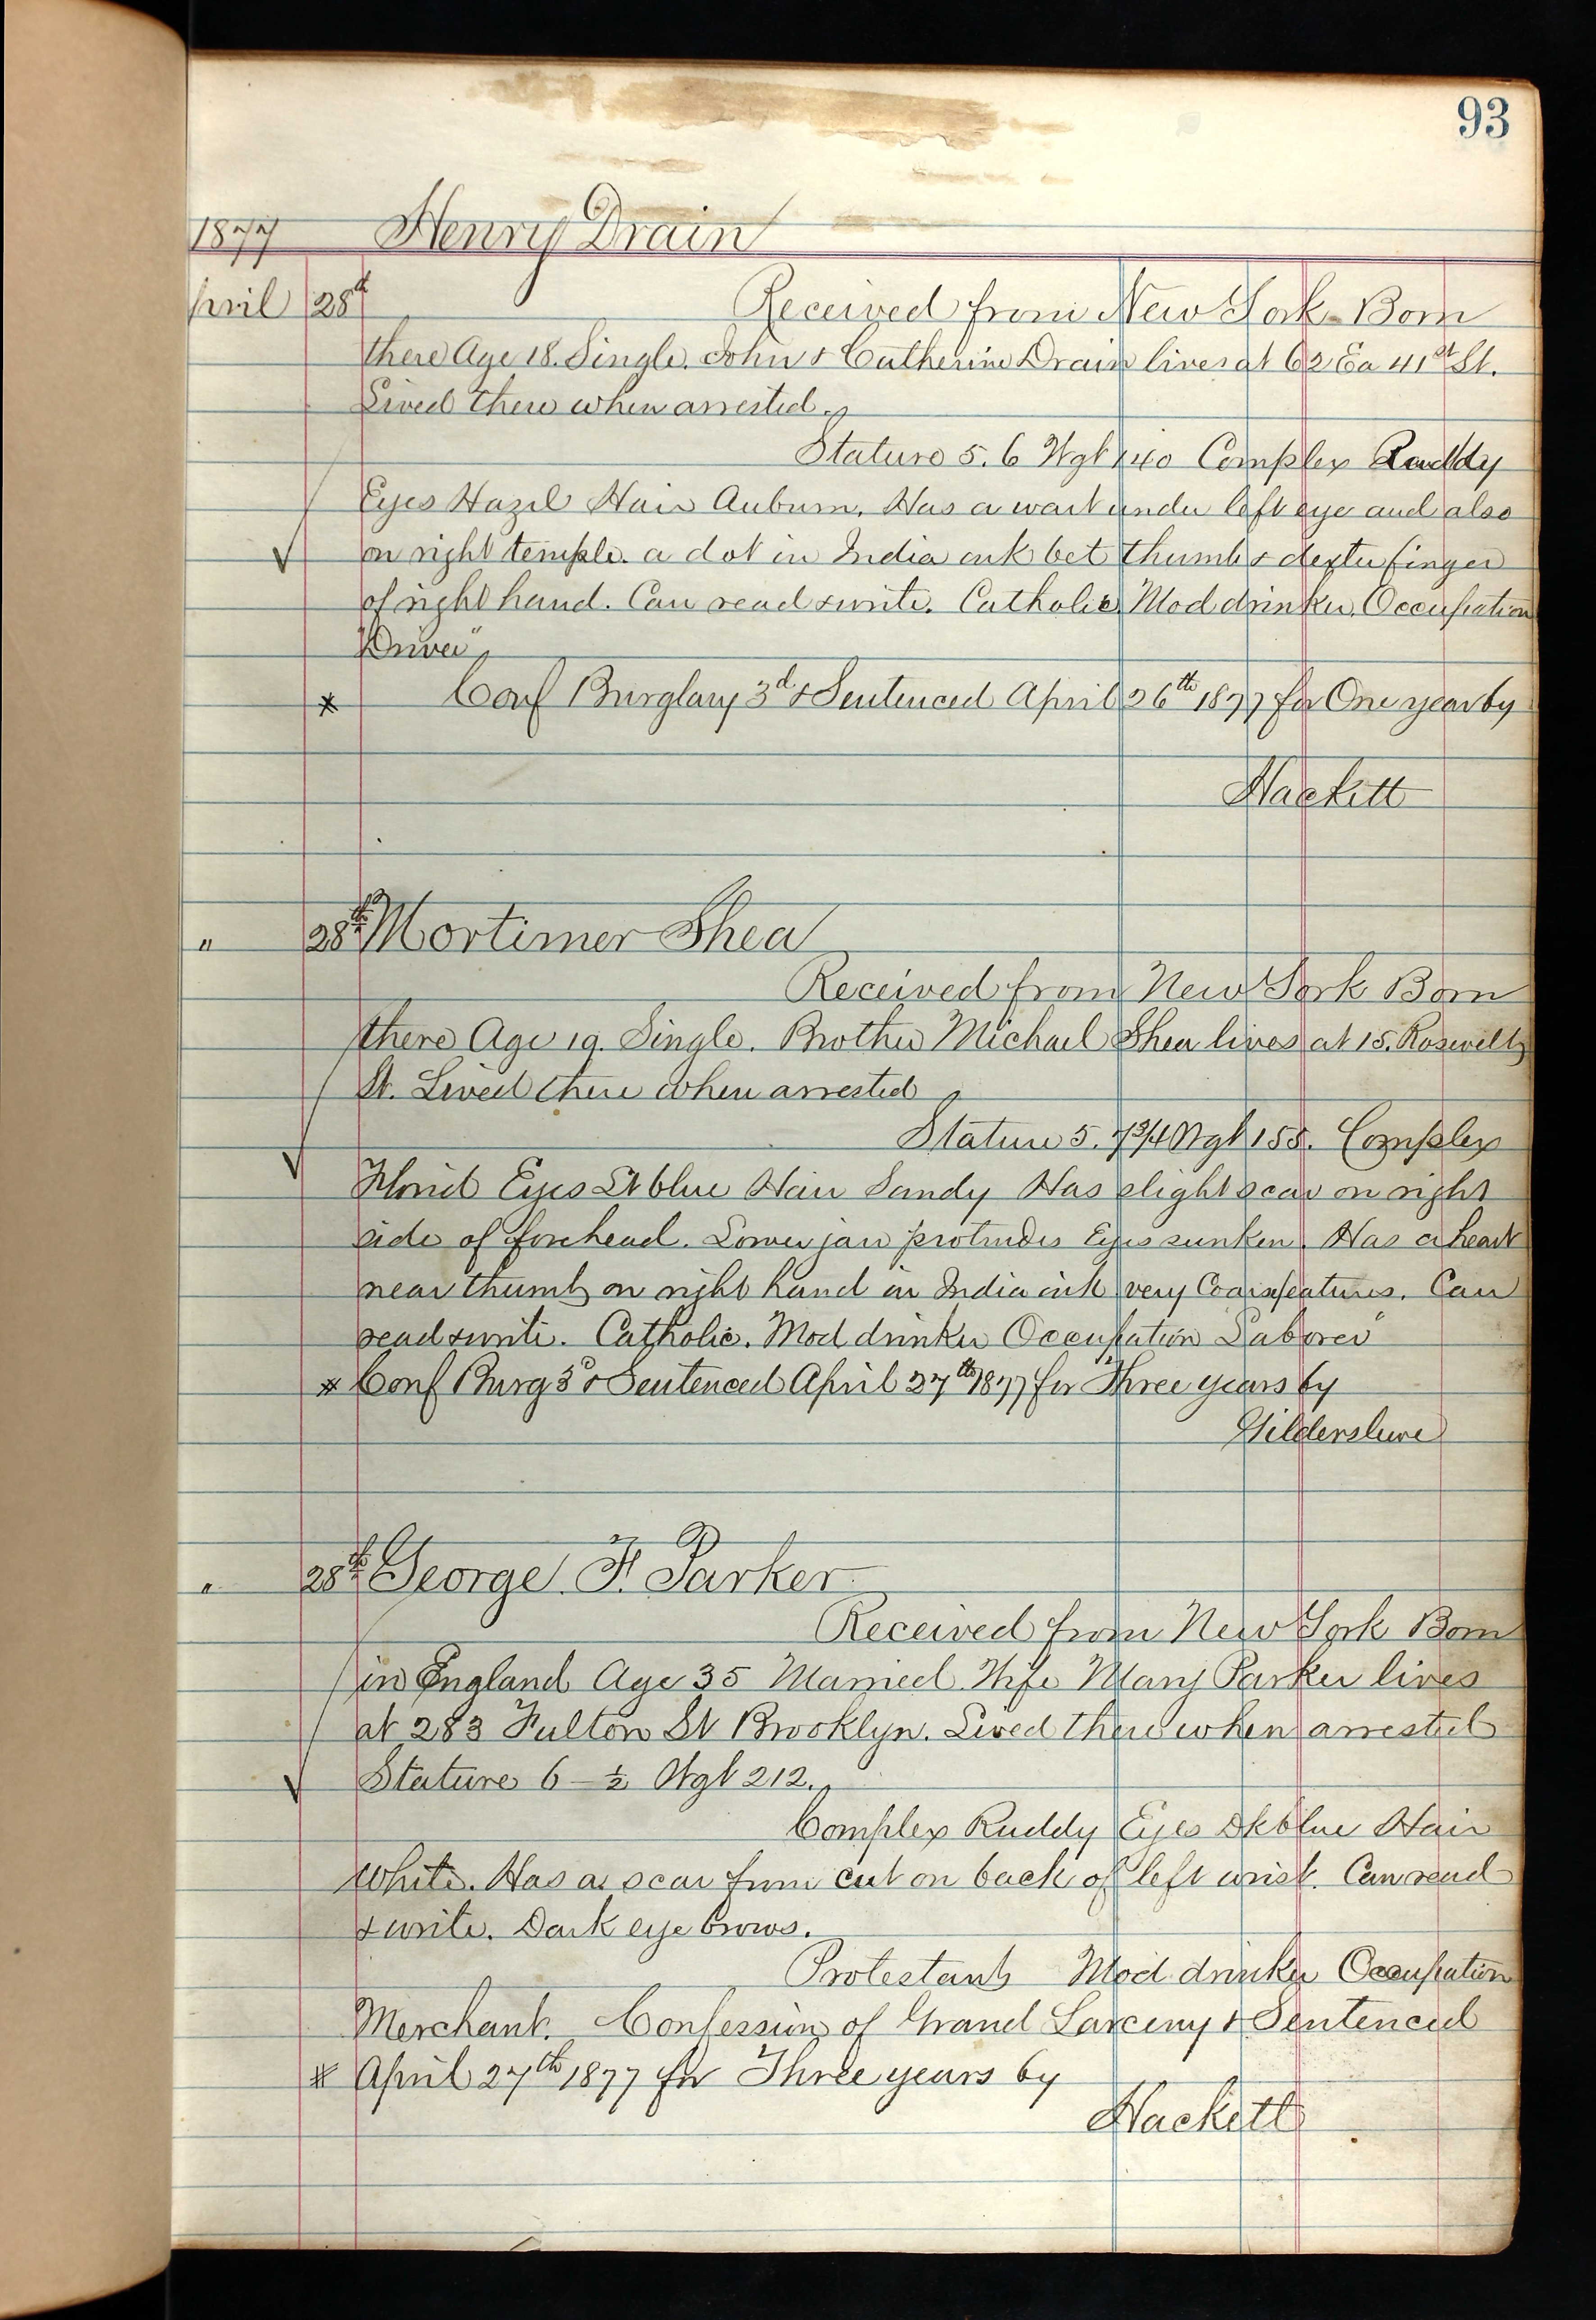 93
1877 Henry Drain
pril 28th
Received from New York Born
there Age 18. Single. John & Catherine Drain lives at 62 Ea 41st St.
Lived there when arrested.
Stature 5. 6 Wgt 140 Complex Ruddy
Eyes Hazel Hair Auburn. Has a wart under left eye and also
on right temple. a dot in India ink bet thumb & dexter finger
of right hand. Can read & write. Catholic Mod drinker. Occupation
"Driver"
* Conf Burglary 3d & Sentenced April 26th 1877 for One year by
Hackett
" 28th Mortimer Shea
Received from New York Born
there Age 19. Single. Brother Michael Shea lives at 15. Rosevelt
St. Lived there when arrested
Stature 5. 7 3/4 Wgt 155. Complex
Florid Eyes Lt blue Hair Sandy Has slight scar on right
side of forehead. Lower jaw protrudes Eyes sunken. Has a heart
near thumb on right hand in India ink very Coarse features. Can
read & write. Catholic. Mod drinker Occupation Laborer"
* Conf Burg 3d & Sentenced April 27th 1877 for Three years by
Gildersleeve
" 28th George. F. Parker
Received from New York Born
in England Age 35 Married. Wife Mary Parker lives
at 283 Fulton St Brooklyn. Lived there when arrested
Stature 6 - 1/2 Wgt 212.
Complex Ruddy Eyes Dk blue Hair
White. Has a scar from cut on back of left wrist. Can read
& write. Dark eye brows.
Protestant Mod drinker Occupation
Merchant. Confession of Grand Larceny & Sentenced
* April 27th 1877 for Three years by
Hackett